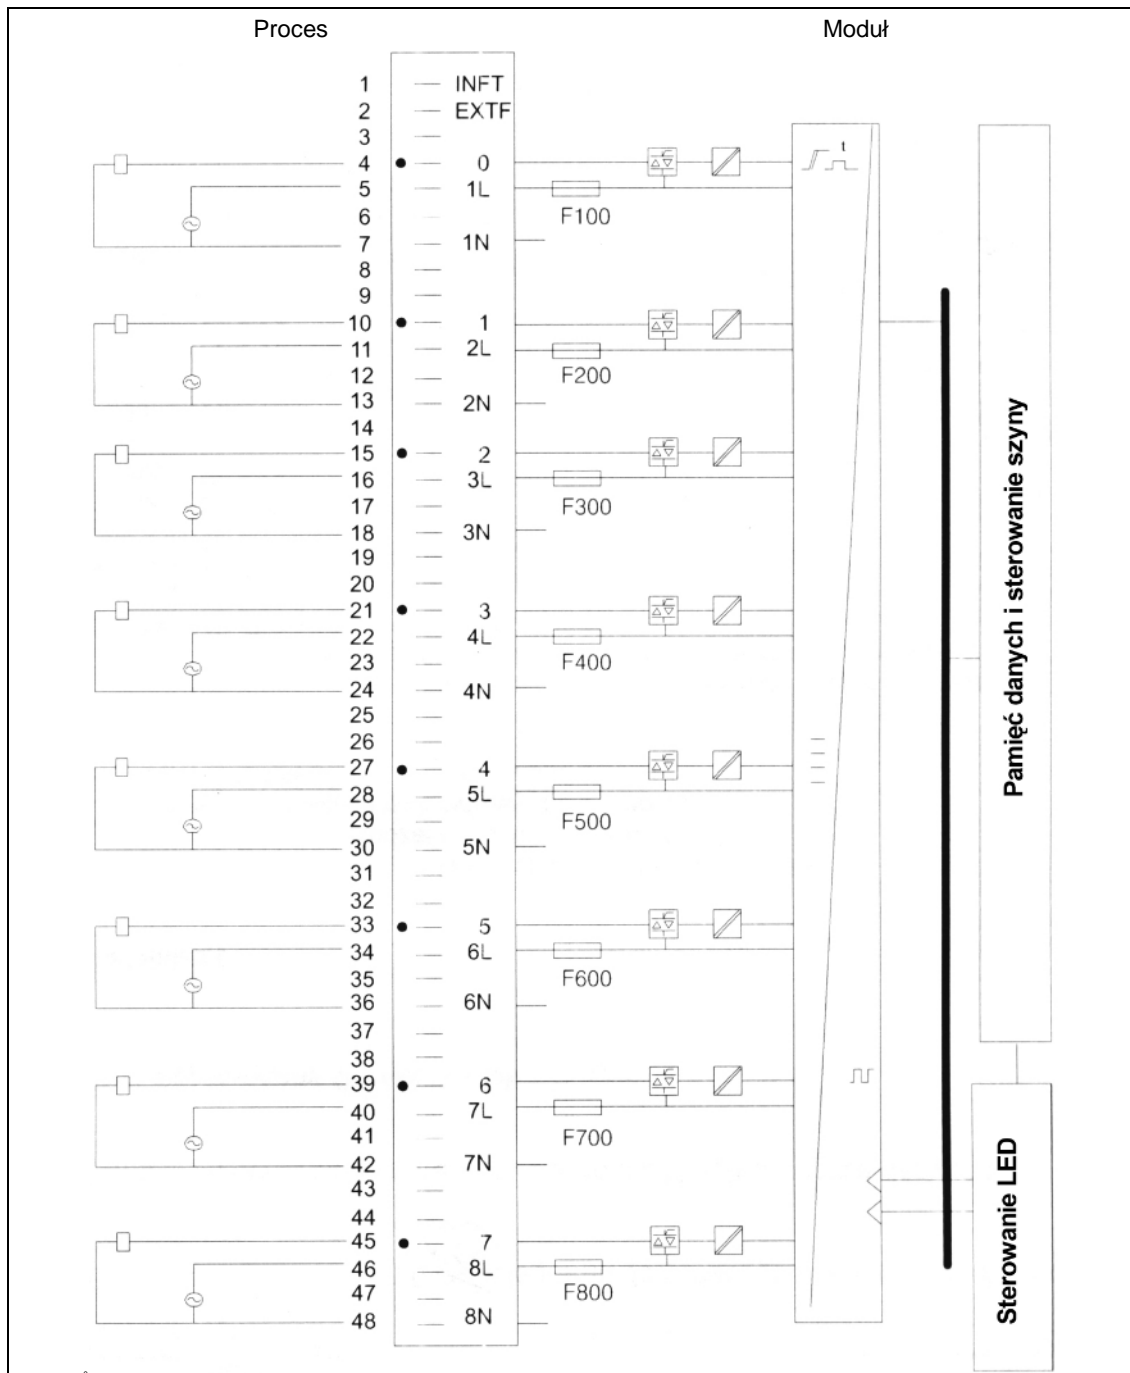 Proces Moduł
1 INFT
2 EXTF
3
4 0 t
5 1L
F100
6
7 1N
8
9
10 1
11 2L
F200
12
13 2N
14
15 2
16 3L
F300
17
18 3N
19
20
21 3
22 4L
F400
23
24 4N
25
26
27 4
28 5L
F500
29
30 5N
31
32
33 5
34 6L
F600
35
36 6N
37
38
39 6
40 7L
F700
41
42 7N
43
44
45 7
46 8L
F800
47
48 8N
Pamięć danych i sterowanie szyny
Sterowanie LED